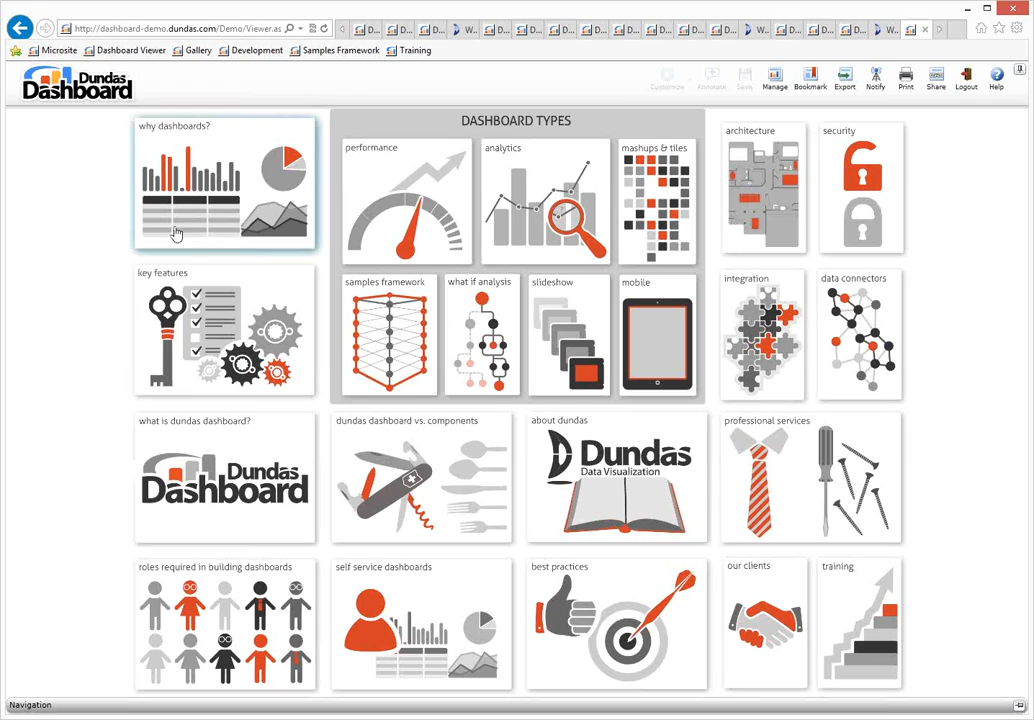 http://dashboard-demo.dundas.com/Demo/Viewer.as
D... D... D... W... D... D... D... D... D... D... D... D... W... D... D... D... W... D...
Microsite Dashboard Viewer Gallery Development Samples Framework Training
Dundas
Dashboard
Customize Annotate Save Manage Bookmark Export Notify Print Share Logout Help
why dashboards?
DASHBOARD TYPES
performance
analytics
mashups & tiles
architecture
security
key features
samples framework
what if analysis
slideshow
mobile
integration
data connectors
what is dundas dashboard?
Dundas
Dashboard
dundas dashboard vs. components
about dundas
Dundas
Data Visualization
professional services
roles required in building dashboards
self service dashboards
best practices
our clients
training
Navigation